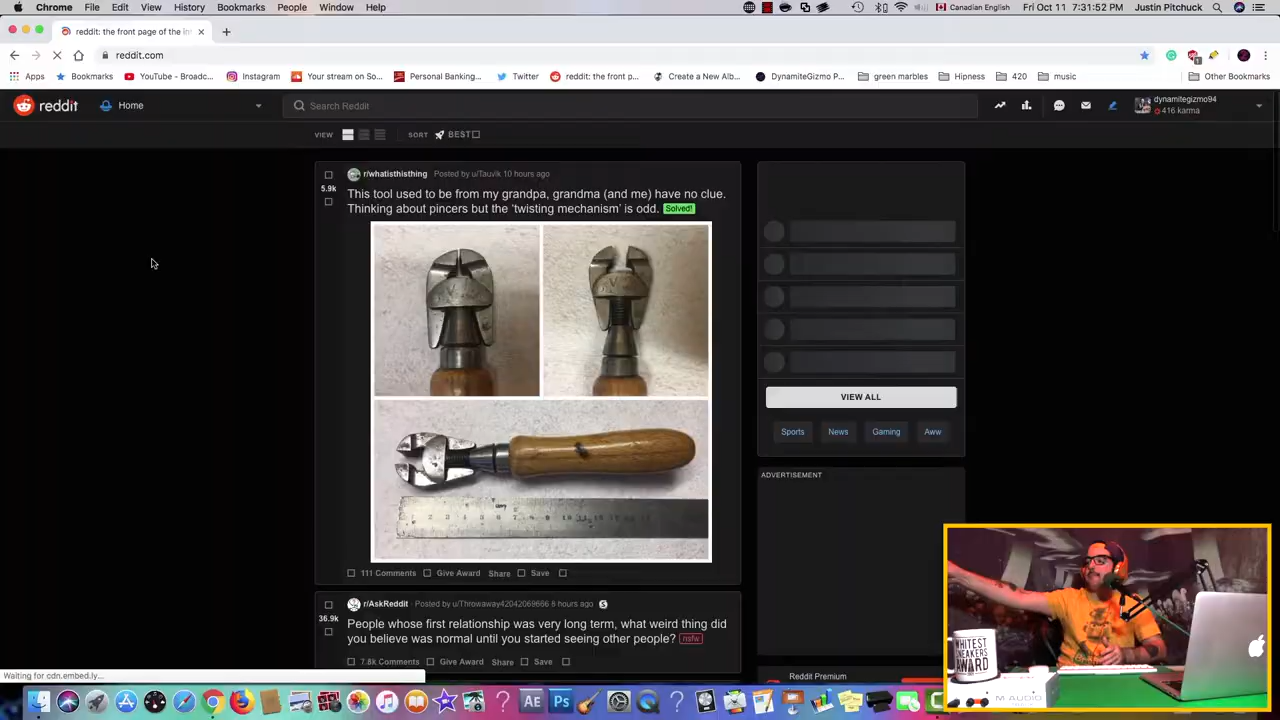 Chrome File Edit View History Bookmarks People Window Help Canadian English Fri Oct 11 7:31:52 PM Justin Pitchuck
reddit: the front page of the in
reddit.com
Apps Bookmarks YouTube - Broadc... Instagram Your stream on So... Personal Banking... Twitter reddit: the front p... Create a New Alb... DynamiteGizmo P... green marbles Hipness 420 music Other Bookmarks
reddit Home Search Reddit dynamitegizmo94
416 karma
VIEW SORT BEST
r/whatisthisthing Posted by u/Tauvik 10 hours ago
5.9k
This tool used to be from my grandpa, grandma (and me) have no clue.
Thinking about pincers but the 'twisting mechanism' is odd. Solved!
111 Comments Give Award Share Save
r/AskReddit Posted by u/Throwaway42042069666 8 hours ago
36.9k
People whose first relationship was very long term, what weird thing did
you believe was normal until you started seeing other people? nsfw
7.8k Comments Give Award Share Save
VIEW ALL
Sports News Gaming Aww
ADVERTISEMENT
Reddit Premium
Waiting for cdn.embed.ly...
WHITEST
SNEAKERS
AWARD
M-AUDIO
AE Ps